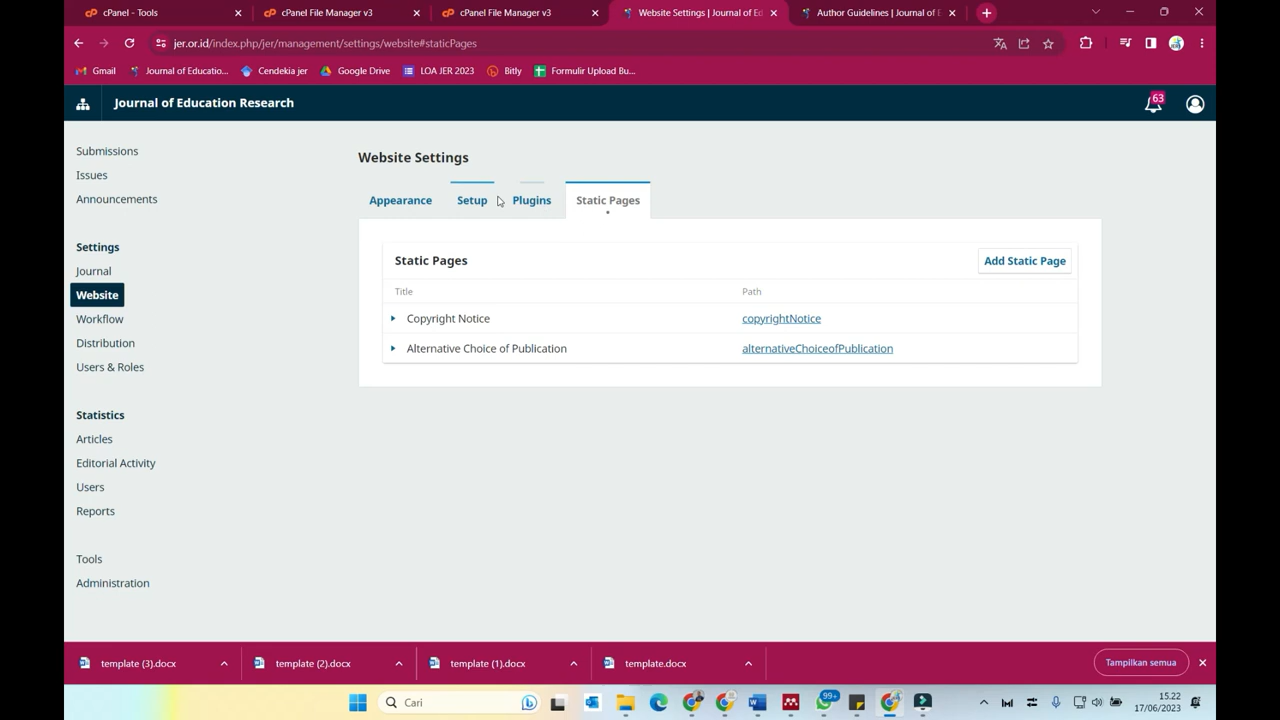 cPanel - Tools
cPanel File Manager v3
cPanel File Manager v3
Website Settings | Journal of Ed
Author Guidelines | Journal of E
jer.or.id/index.php/jer/management/settings/website#staticPages
Gmail
Journal of Educatio...
Cendekia jer
Google Drive
LOA JER 2023
Bitly
Formulir Upload Bu...
Journal of Education Research
63
Submissions
Issues
Announcements
Settings
Journal
Website
Workflow
Distribution
Users & Roles
Statistics
Articles
Editorial Activity
Users
Reports
Tools
Administration
Website Settings
Appearance
Setup
Plugins
Static Pages
Static Pages
Add Static Page
Title
Path
Copyright Notice
copyrightNotice
Alternative Choice of Publication
alternativeChoiceofPublication
template (3).docx
template (2).docx
template (1).docx
template.docx
Tampilkan semua
Cari
99+
15.22
17/06/2023